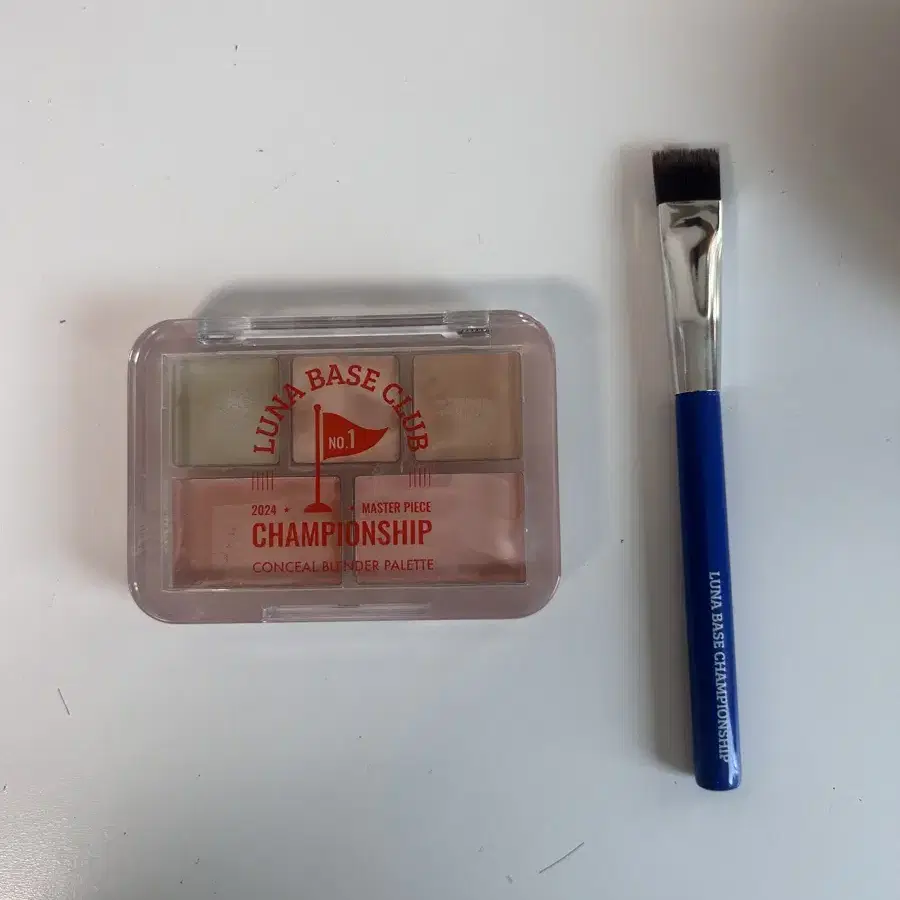 LUNA BASE CLUB
NO.1
2024 • • MASTER PIECE
CHAMPIONSHIP
CONCEAL BLENDER PALETTE
LUNA BASE CHAMPIONSHIP